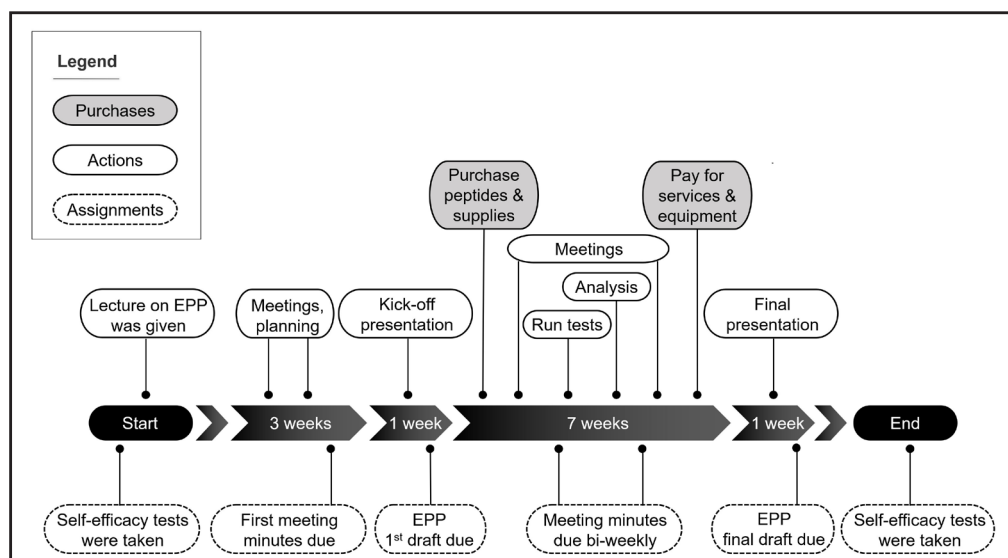 Legend
Purchases
Actions
Assignments
Purchase
peptides &
supplies
Pay for
services &
equipment
Meetings
Analysis
Run tests
Lecture on EPP
was given
Meetings,
planning
Kick-off
presentation
Final
presentation
Start
3 weeks
1 week
7 weeks
1 week
End
Self-efficacy tests
were taken
First meeting
minutes due
EPP
1st draft due
Meeting minutes
due bi-weekly
EPP
final draft due
Self-efficacy tests
were taken